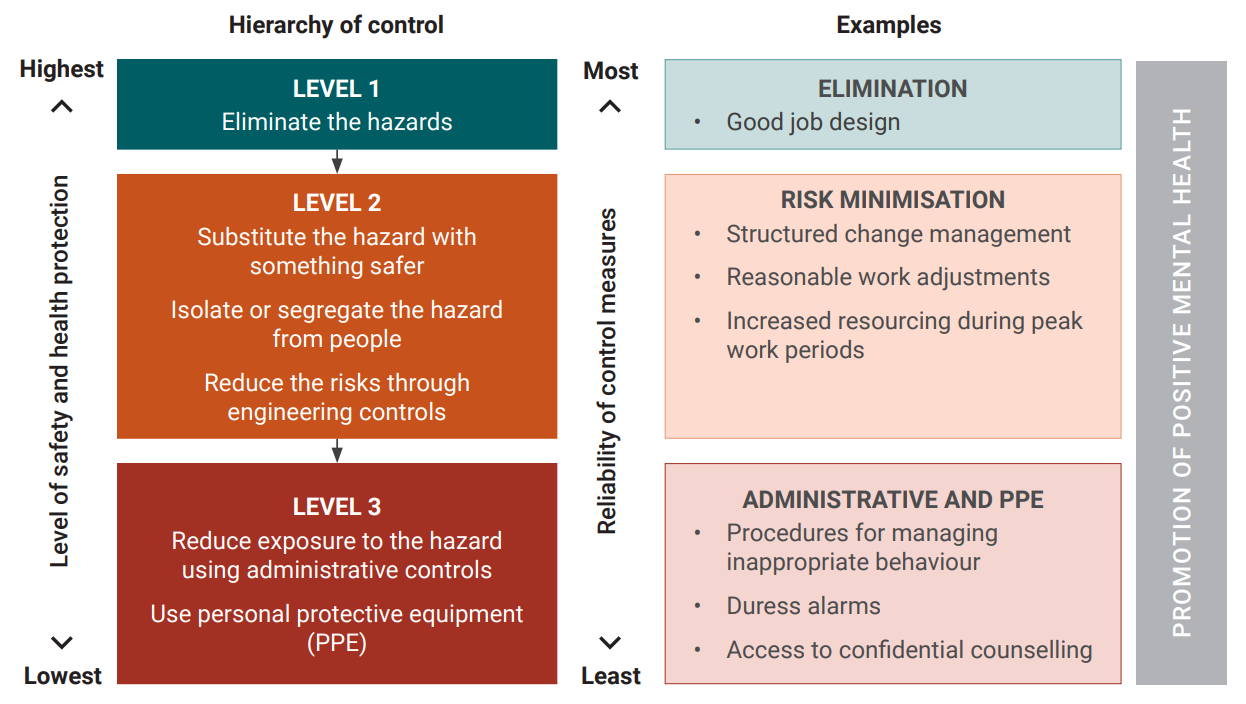 Hierarchy of control
Examples
Highest
Level of safety and health protection
Lowest
LEVEL 1
Eliminate the hazards
LEVEL 2
Substitute the hazard with
something safer
Isolate or segregate the hazard
from people
Reduce the risks through
engineering controls
LEVEL 3
Reduce exposure to the hazard
using administrative controls
Use personal protective equipment
(PPE)
Most
Reliability of control measures
Least
ELIMINATION
• Good job design
RISK MINIMISATION
• Structured change management
• Reasonable work adjustments
• Increased resourcing during peak
work periods
ADMINISTRATIVE AND PPE
• Procedures for managing
inappropriate behaviour
• Duress alarms
• Access to confidential counselling
PROMOTION OF POSITIVE MENTAL HEALTH